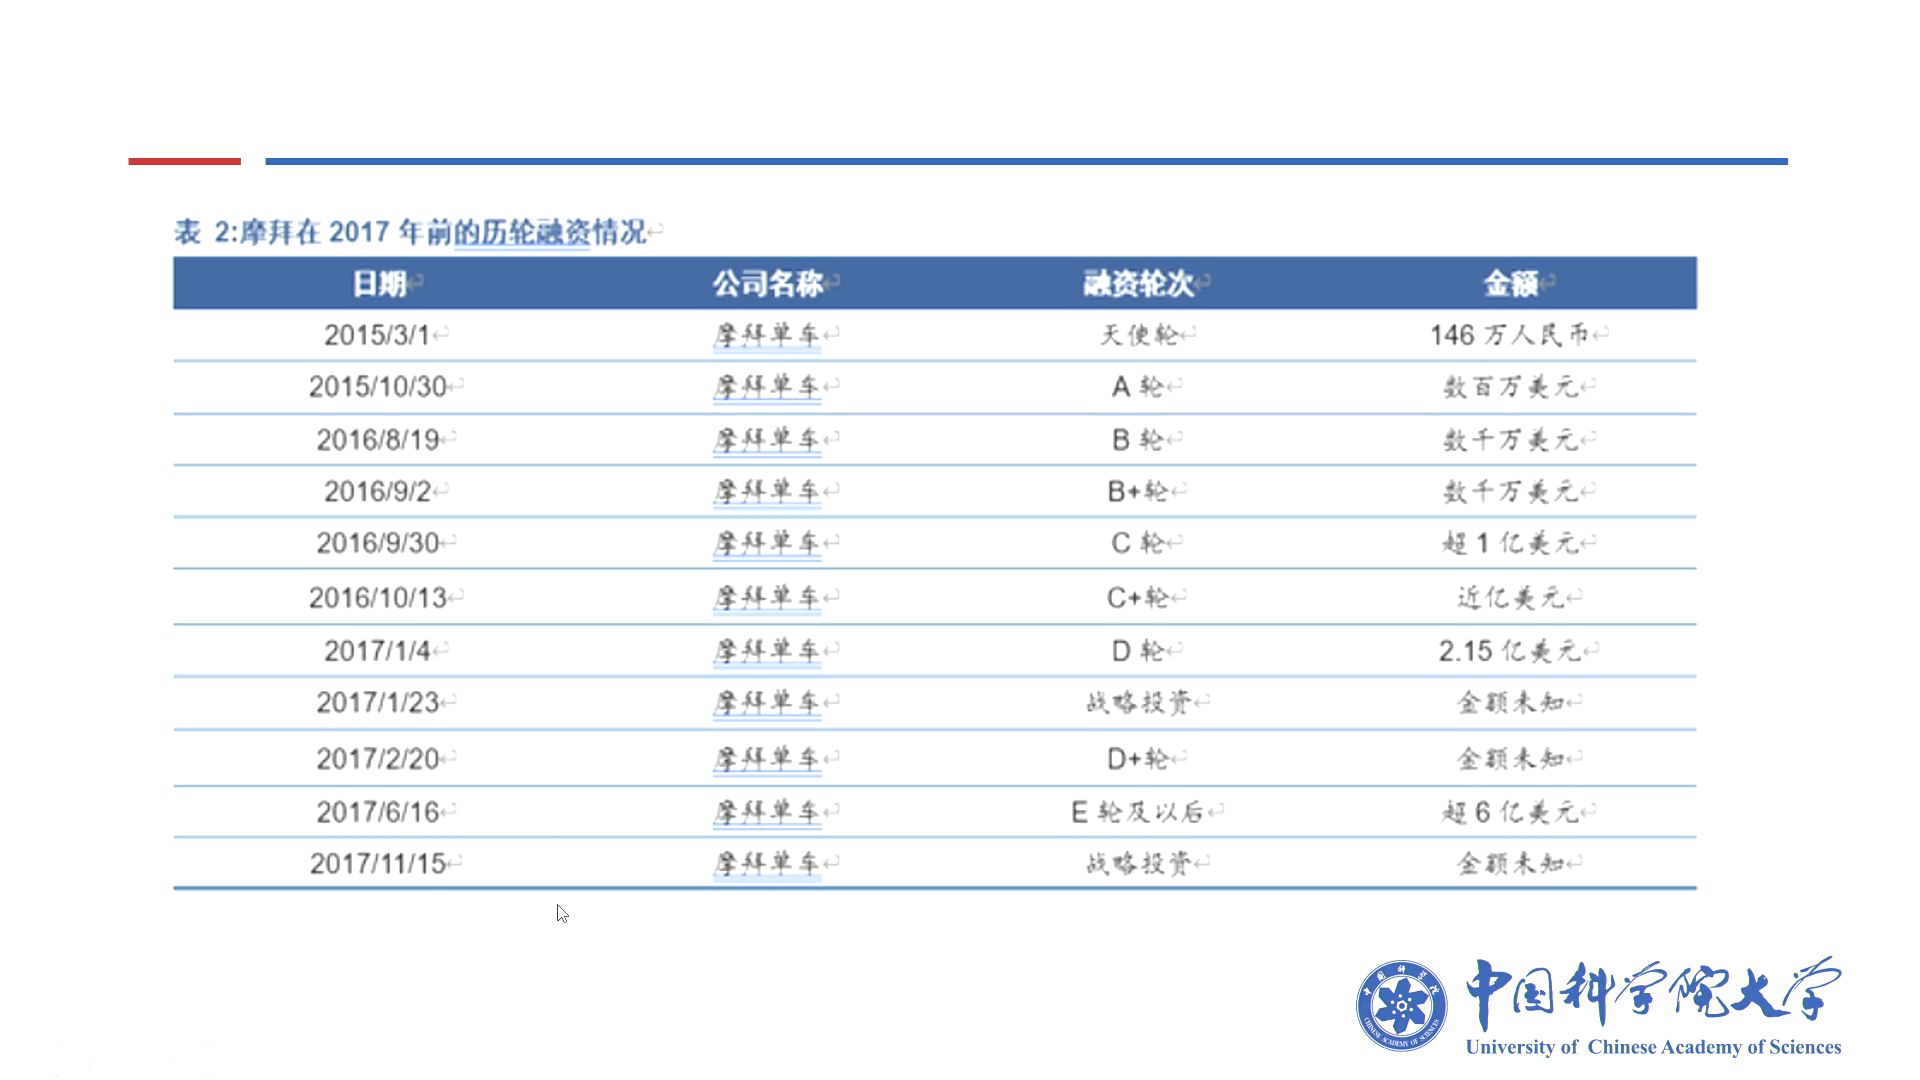 表 2:摩拜在 2017 年前的历轮融资情况
日期 公司名称 融资轮次 金额
2015/3/1 摩拜单车 天使轮 146 万人民币
2015/10/30 摩拜单车 A 轮 数百万美元
2016/8/19 摩拜单车 B 轮 数千万美元
2016/9/2 摩拜单车 B+轮 数千万美元
2016/9/30 摩拜单车 C 轮 超 1 亿美元
2016/10/13 摩拜单车 C+轮 近亿美元
2017/1/4 摩拜单车 D 轮 2.15 亿美元
2017/1/23 摩拜单车 战略投资 金额未知
2017/2/20 摩拜单车 D+轮 金额未知
2017/6/16 摩拜单车 E 轮及以后 超 6 亿美元
2017/11/15 摩拜单车 战略投资 金额未知
中国科学院大学
University of Chinese Academy of Sciences